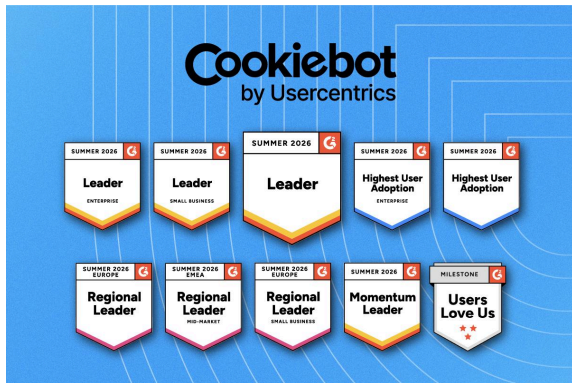 Cookiebot
by Usercentrics
SUMMER 2026
Leader
ENTERPRISE
SUMMER 2026
Leader
SMALL BUSINESS
SUMMER 2026
Leader
SUMMER 2026
Highest User
Adoption
ENTERPRISE
SUMMER 2026
Highest User
Adoption
SUMMER 2026
EUROPE
Regional
Leader
SUMMER 2026
EMEA
Regional
Leader
MID-MARKET
SUMMER 2026
EUROPE
Regional
Leader
SMALL BUSINESS
SUMMER 2026
Momentum
Leader
MILESTONE
Users
Love Us